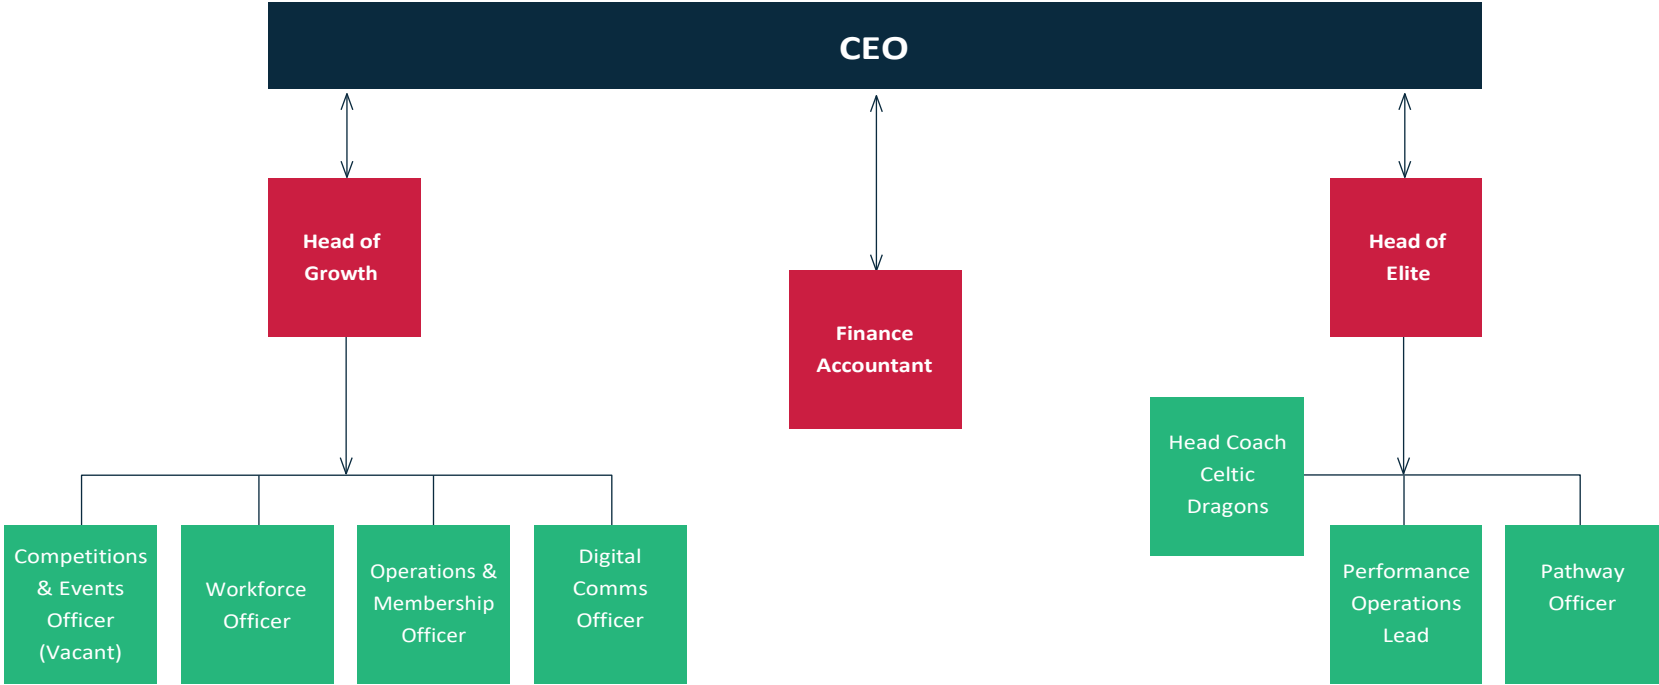 CEO
Head of
Growth
Finance
Accountant
Head of
Elite
Head Coach
Celtic
Dragons
Competitions
& Events
Officer
(Vacant)
Workforce
Officer
Operations &
Membership
Officer
Digital
Comms
Officer
Performance
Operations
Lead
Pathway
Officer